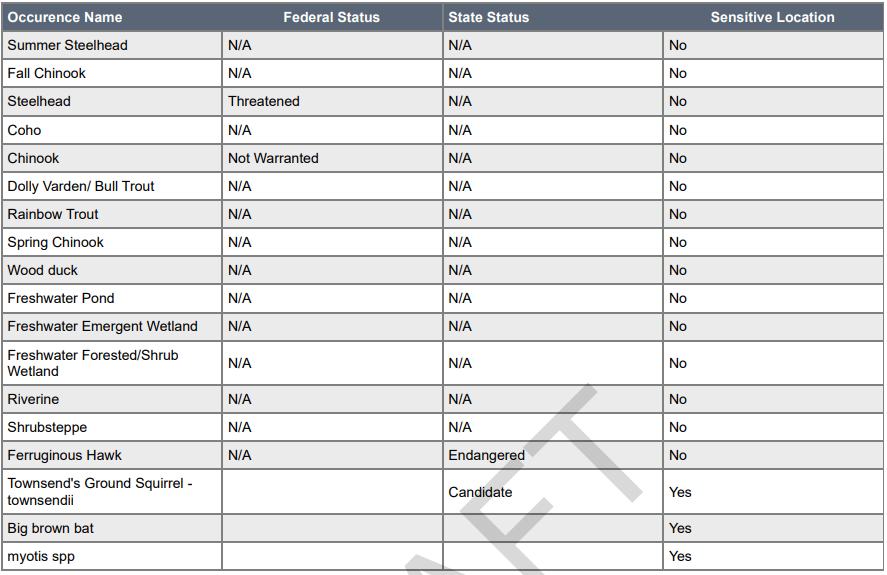 Occurence Name Federal Status State Status Sensitive Location
Summer Steelhead N/A N/A No
Fall Chinook N/A N/A No
Steelhead Threatened N/A No
Coho N/A N/A No
Chinook Not Warranted N/A No
Dolly Varden/ Bull Trout N/A N/A No
Rainbow Trout N/A N/A No
Spring Chinook N/A N/A No
Wood duck N/A N/A No
Freshwater Pond N/A N/A No
Freshwater Emergent Wetland N/A N/A No
Freshwater Forested/Shrub
Wetland N/A N/A No
Riverine N/A N/A No
Shrubsteppe N/A N/A No
Ferruginous Hawk N/A Endangered No
Townsend's Ground Squirrel -
townsendii Candidate Yes
Big brown bat Yes
myotis spp Yes
AFT